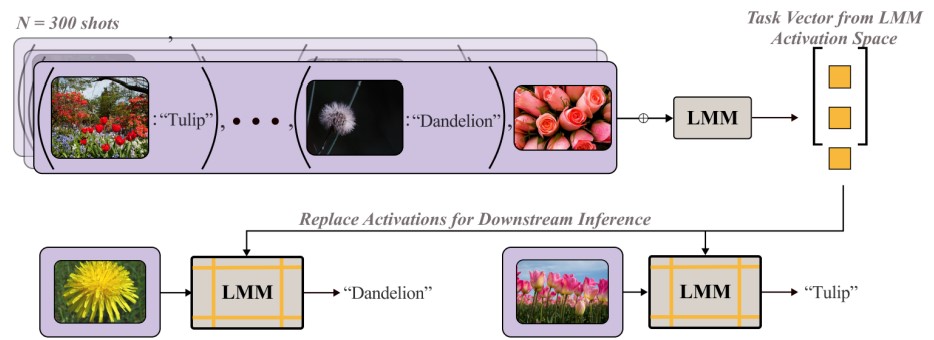 N = 300 shots
,
Task Vector from LMM
Activation Space
:“Tulip” , • • • , :“Dandelion” ,
LMM
Replace Activations for Downstream Inference
LMM
“Dandelion”
LMM
“Tulip”